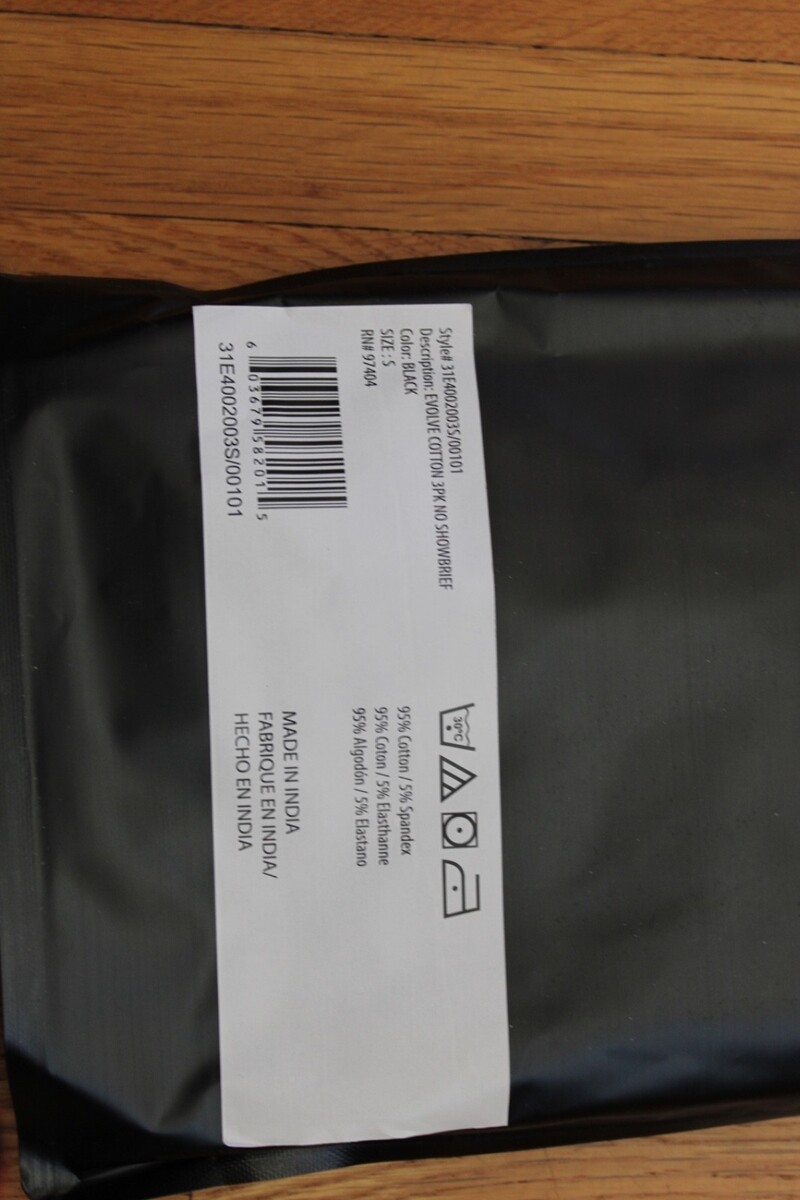 Style# 31E4002003S/00101
Description: EVOLVE COTTON 3PK NO SHOWBRIEF
Color: BLACK
SIZE : S
RN# 97404
6 03679 58201 5
31E4002003S/00101
30°C
95% Cotton / 5% Spandex
95% Coton / 5% Elasthanne
95% Algodón / 5% Elastano
MADE IN INDIA
FABRIQUE EN INDIA/
HECHO EN INDIA